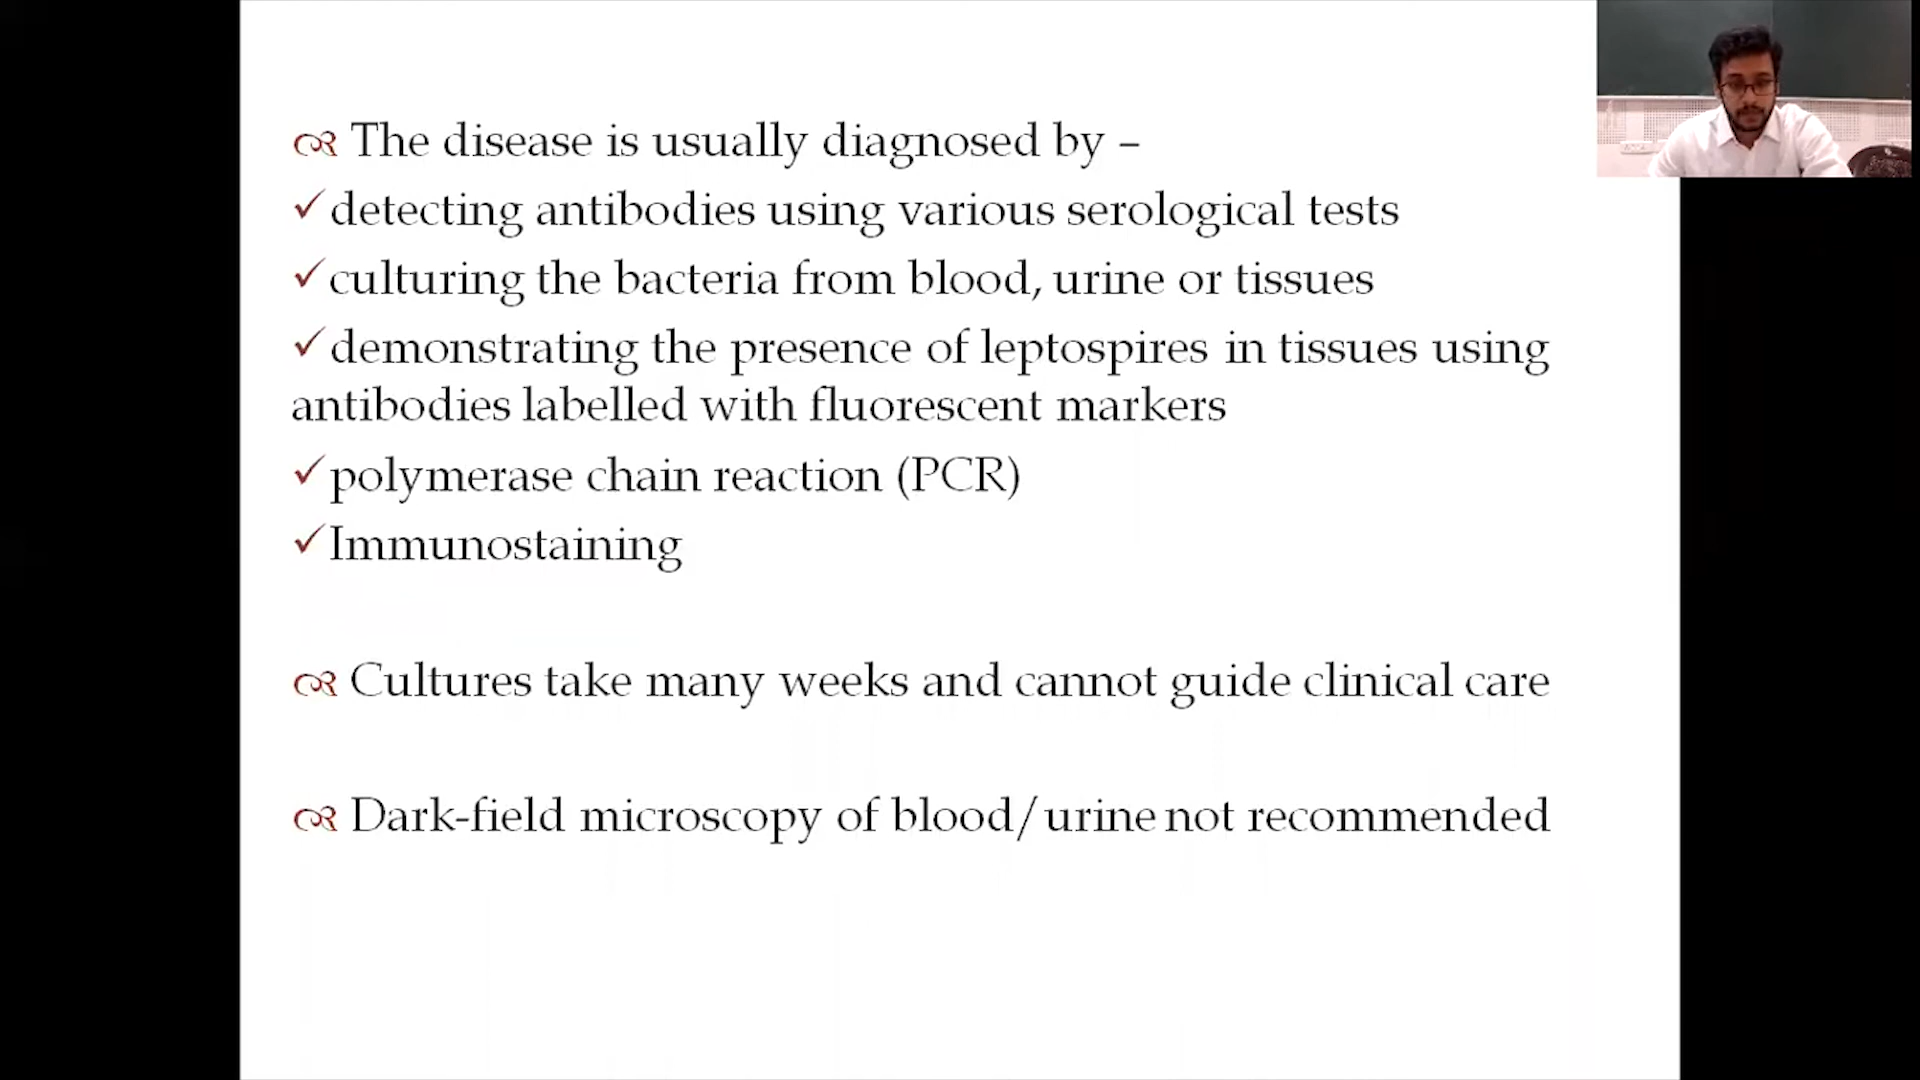 The disease is usually diagnosed by –
✓detecting antibodies using various serological tests
✓culturing the bacteria from blood, urine or tissues
✓demonstrating the presence of leptospires in tissues using
antibodies labelled with fluorescent markers
✓polymerase chain reaction (PCR)
✓Immunostaining
Cultures take many weeks and cannot guide clinical care
Dark-field microscopy of blood/urine not recommended